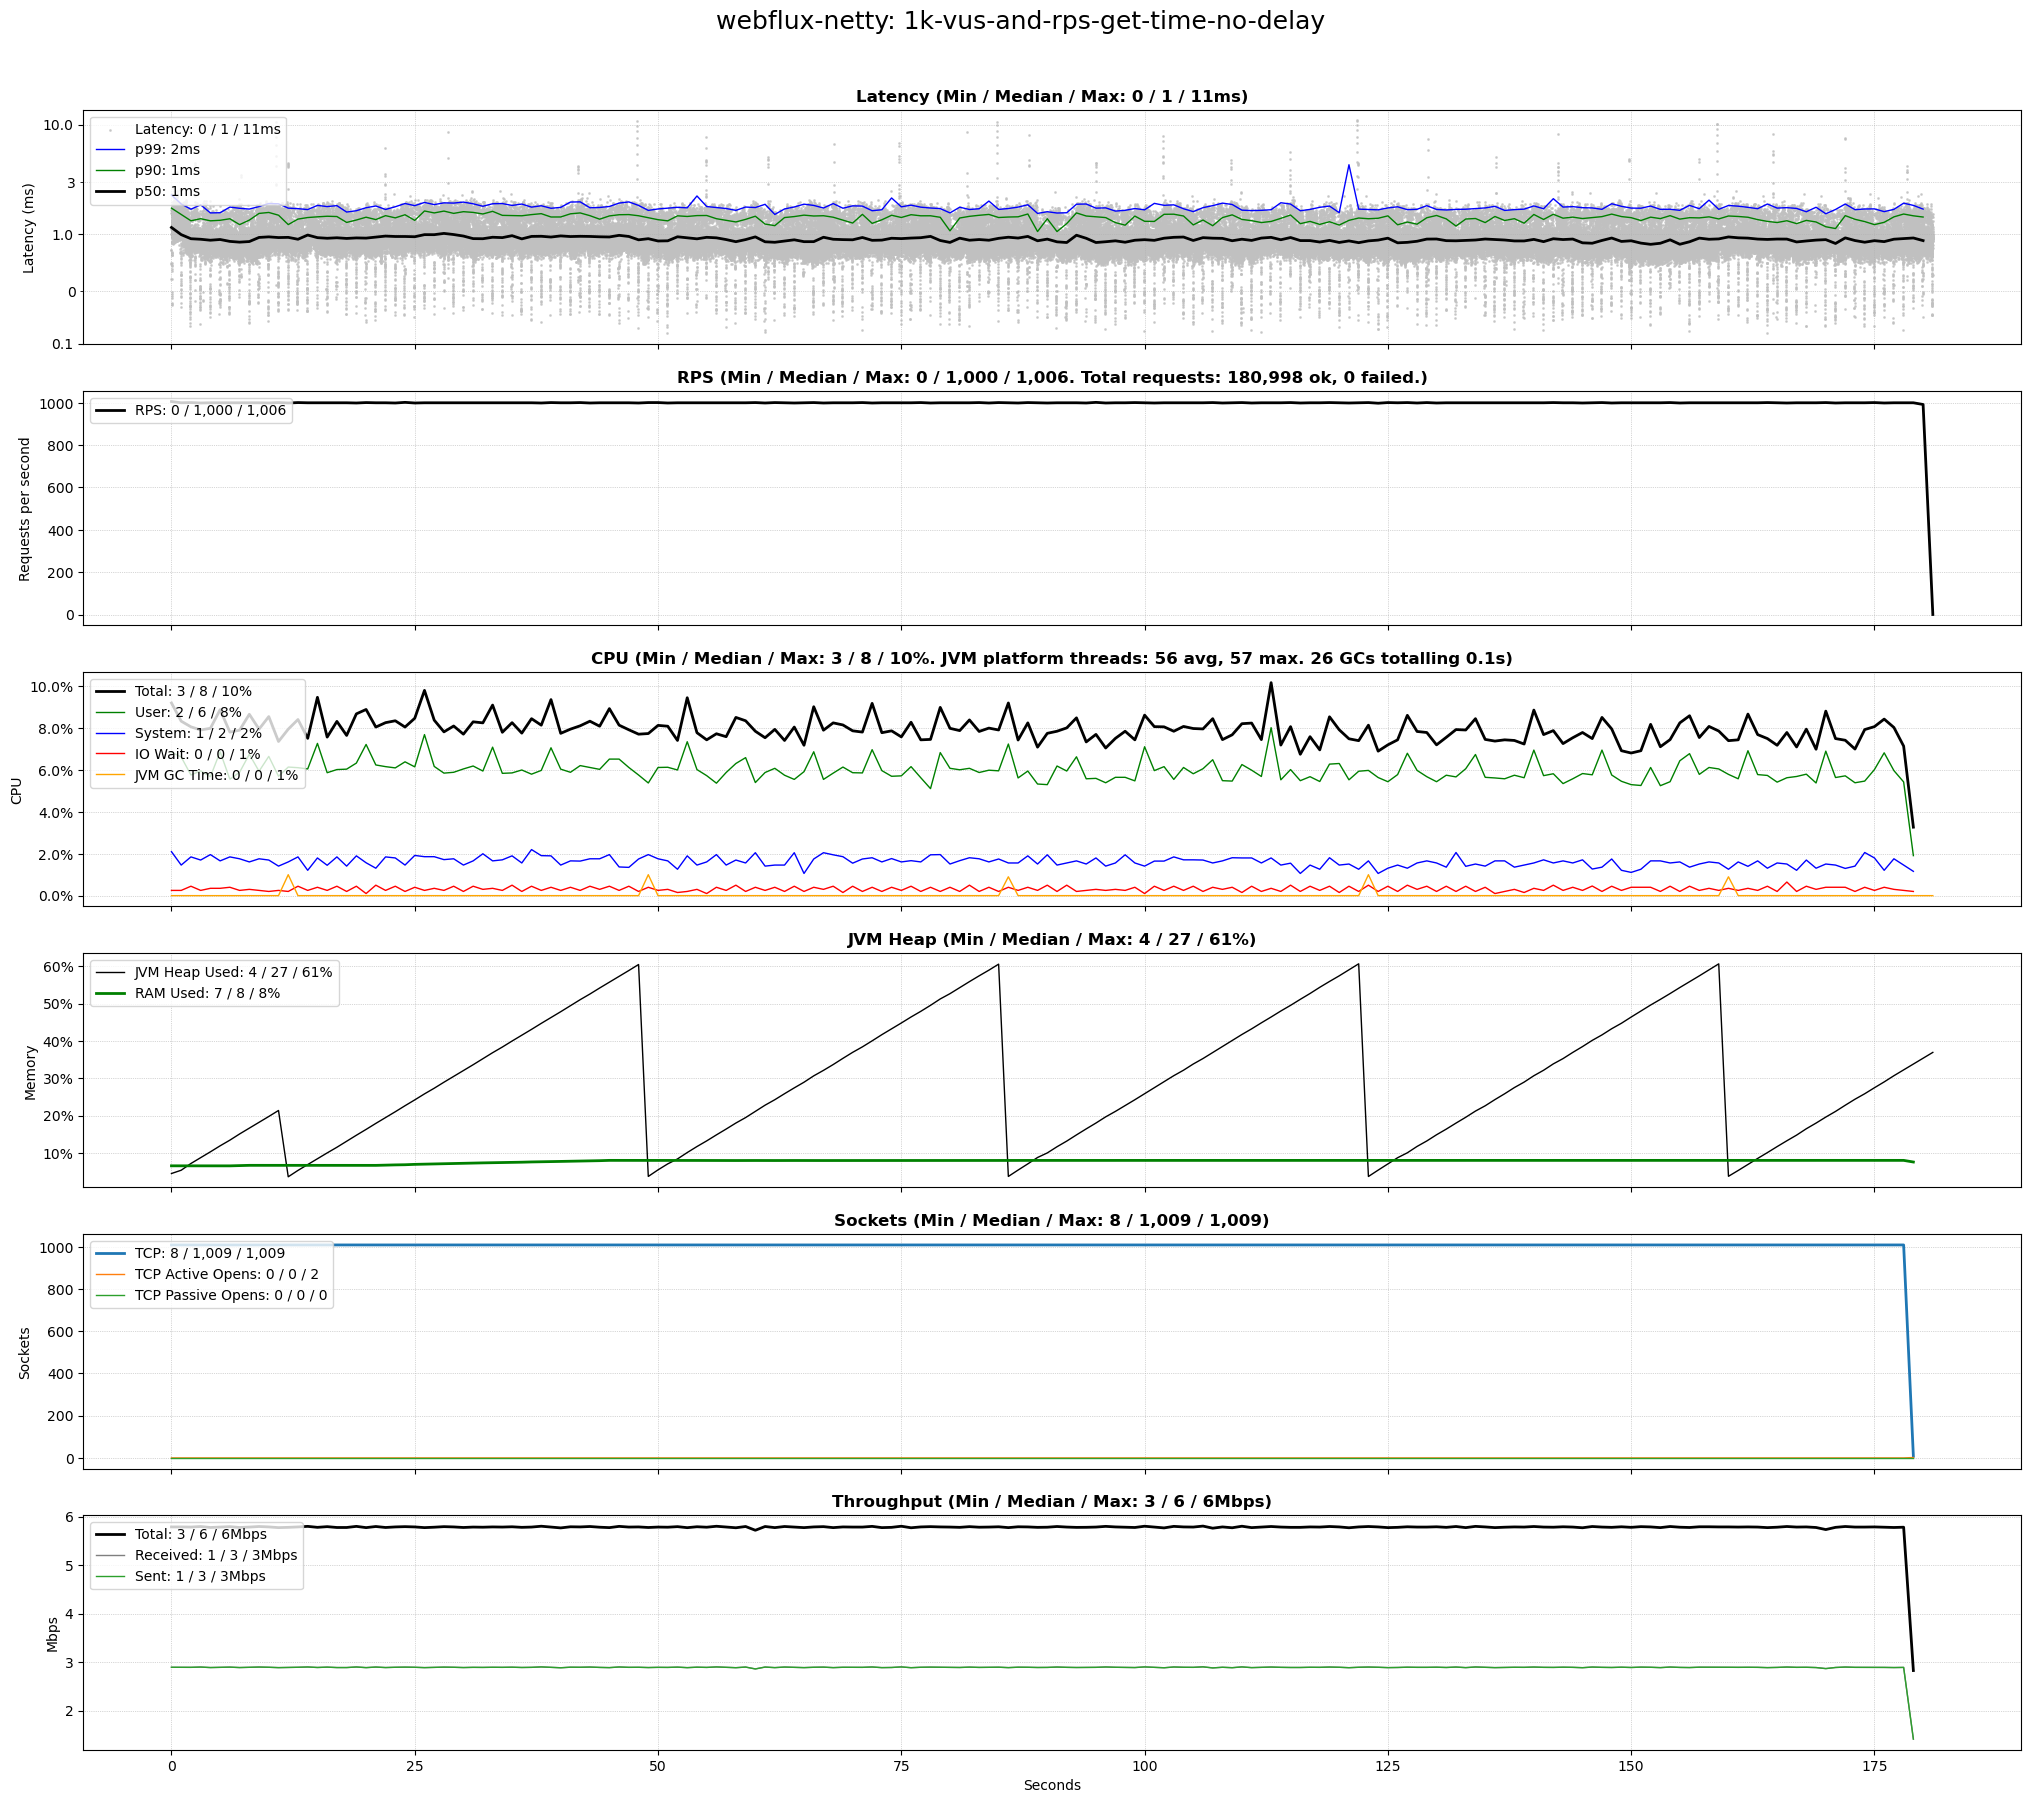 webflux-netty: 1k-vus-and-rps-get-time-no-delay
Latency (Min / Median / Max: 0 / 1 / 11ms)
Latency (ms)
10.0
3
1.0
0
0.1
Latency: 0 / 1 / 11ms
p99: 2ms
p90: 1ms
p50: 1ms
RPS (Min / Median / Max: 0 / 1,000 / 1,006. Total requests: 180,998 ok, 0 failed.)
Requests per second
1000
800
600
400
200
0
RPS: 0 / 1,000 / 1,006
CPU (Min / Median / Max: 3 / 8 / 10%. JVM platform threads: 56 avg, 57 max. 26 GCs totalling 0.1s)
CPU
10.0%
8.0%
6.0%
4.0%
2.0%
0.0%
Total: 3 / 8 / 10%
User: 2 / 6 / 8%
System: 1 / 2 / 2%
IO Wait: 0 / 0 / 1%
JVM GC Time: 0 / 0 / 1%
JVM Heap (Min / Median / Max: 4 / 27 / 61%)
Memory
60%
50%
40%
30%
20%
10%
JVM Heap Used: 4 / 27 / 61%
RAM Used: 7 / 8 / 8%
Sockets (Min / Median / Max: 8 / 1,009 / 1,009)
Sockets
1000
800
600
400
200
0
TCP: 8 / 1,009 / 1,009
TCP Active Opens: 0 / 0 / 2
TCP Passive Opens: 0 / 0 / 0
Throughput (Min / Median / Max: 3 / 6 / 6Mbps)
Mbps
6
5
4
3
2
Total: 3 / 6 / 6Mbps
Received: 1 / 3 / 3Mbps
Sent: 1 / 3 / 3Mbps
0 25 50 75 100 125 150 175
Seconds